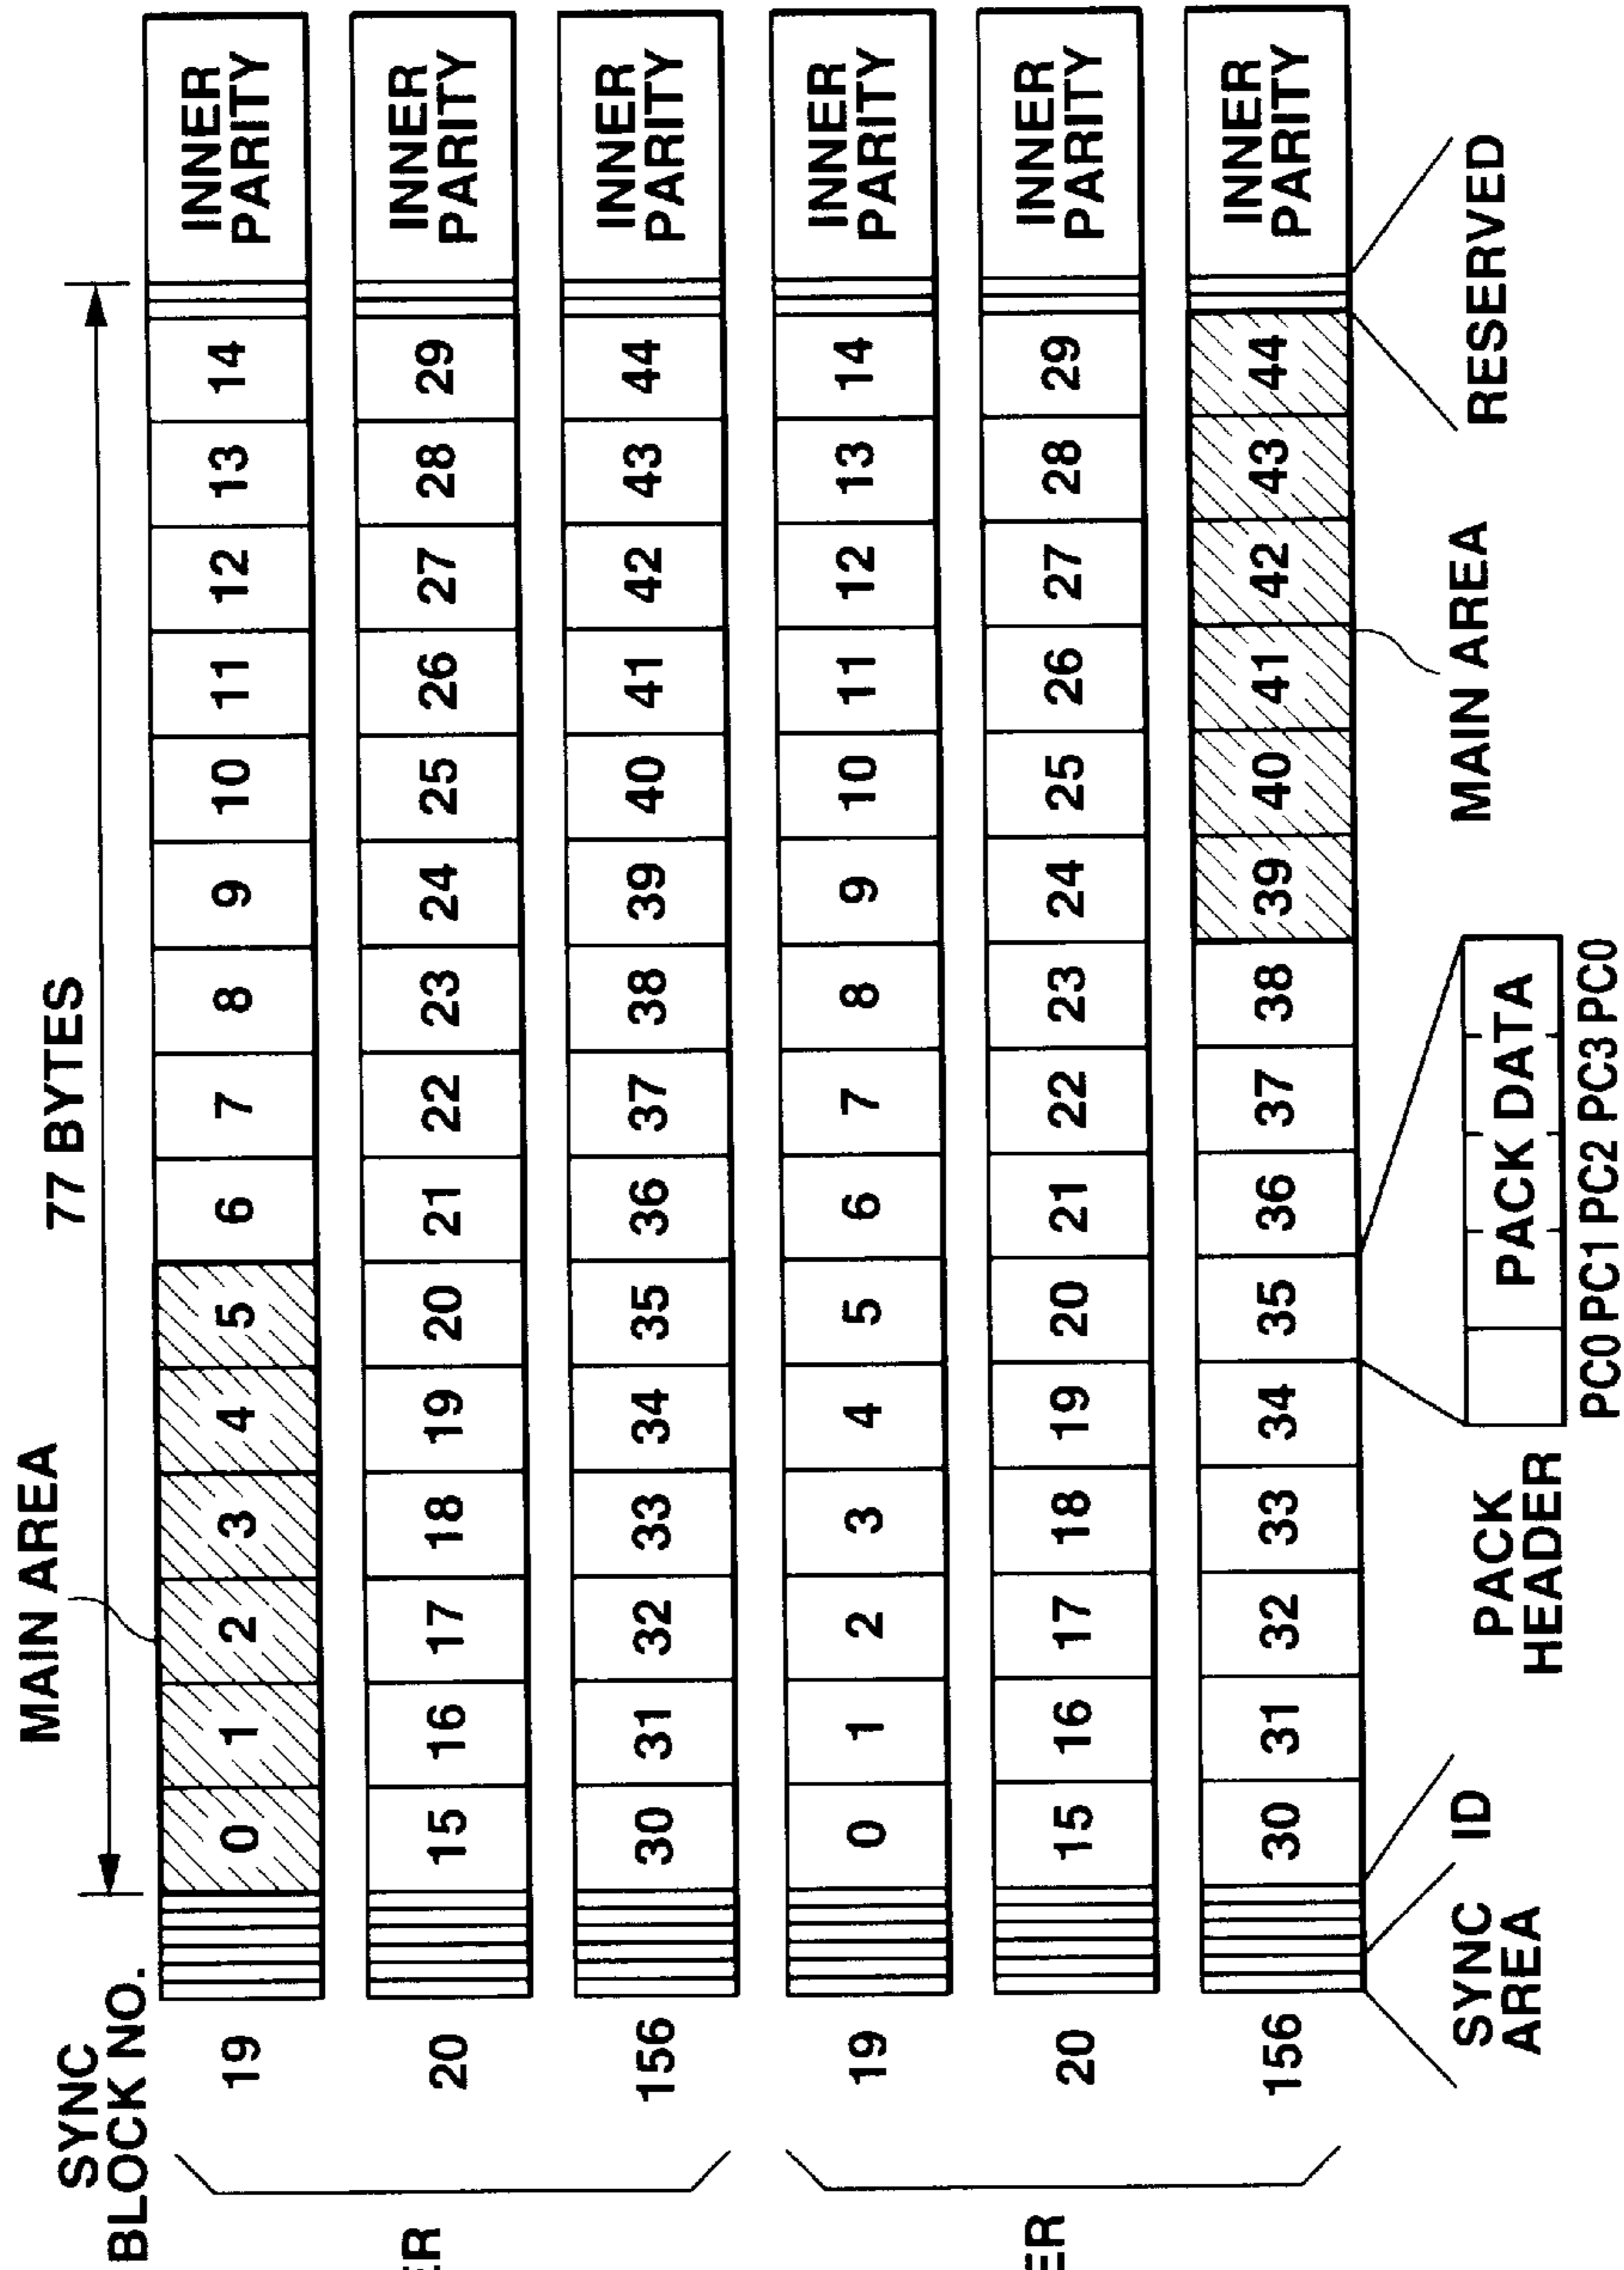 77 BYTES
MAIN AREA
SYNC
BLOCK NO.
19 0 1 2 3 4 5 6 7 8 9 10 11 12 13 14 INNER PARITY
20 15 16 17 18 19 20 21 22 23 24 25 26 27 28 29 INNER PARITY
156 30 31 32 33 34 35 36 37 38 39 40 41 42 43 44 INNER PARITY
19 0 1 2 3 4 5 6 7 8 9 10 11 12 13 14 INNER PARITY
20 15 16 17 18 19 20 21 22 23 24 25 26 27 28 29 INNER PARITY
156 30 31 32 33 34 35 36 37 38 39 40 41 42 43 44 INNER PARITY
ER
ER
SYNC
AREA
ID
PACK
HEADER
PACK DATA
PC0 PC1 PC2 PC3 PC0
MAIN AREA
RESERVED